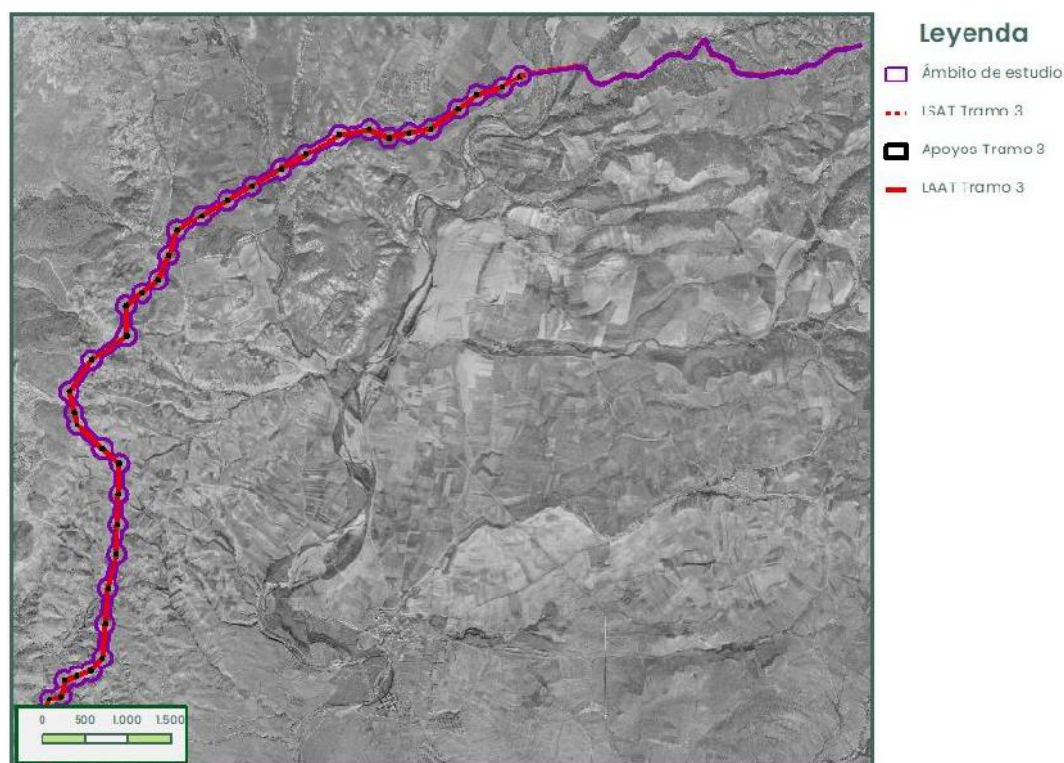 Leyenda
Ámbito de estudio
LSAT Tramo 3
Apoyos Tramo 3
LAAT Tramo 3
0 500 1.000 1.500